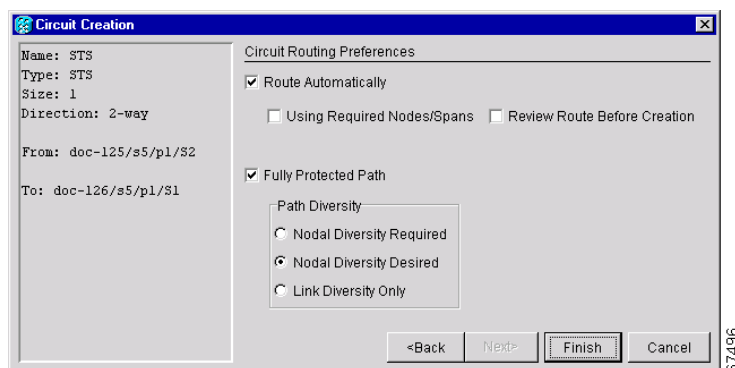 Circuit Creation
Name: STS
Type: STS
Size: 1
Direction: 2-way
From: doc-125/s5/p1/S2
To: doc-126/s5/p1/S1
Circuit Routing Preferences
Route Automatically
Using Required Nodes/Spans
Review Route Before Creation
Fully Protected Path
Path Diversity
Nodal Diversity Required
Nodal Diversity Desired
Link Diversity Only
<Back
Next>
Finish
Cancel
67496